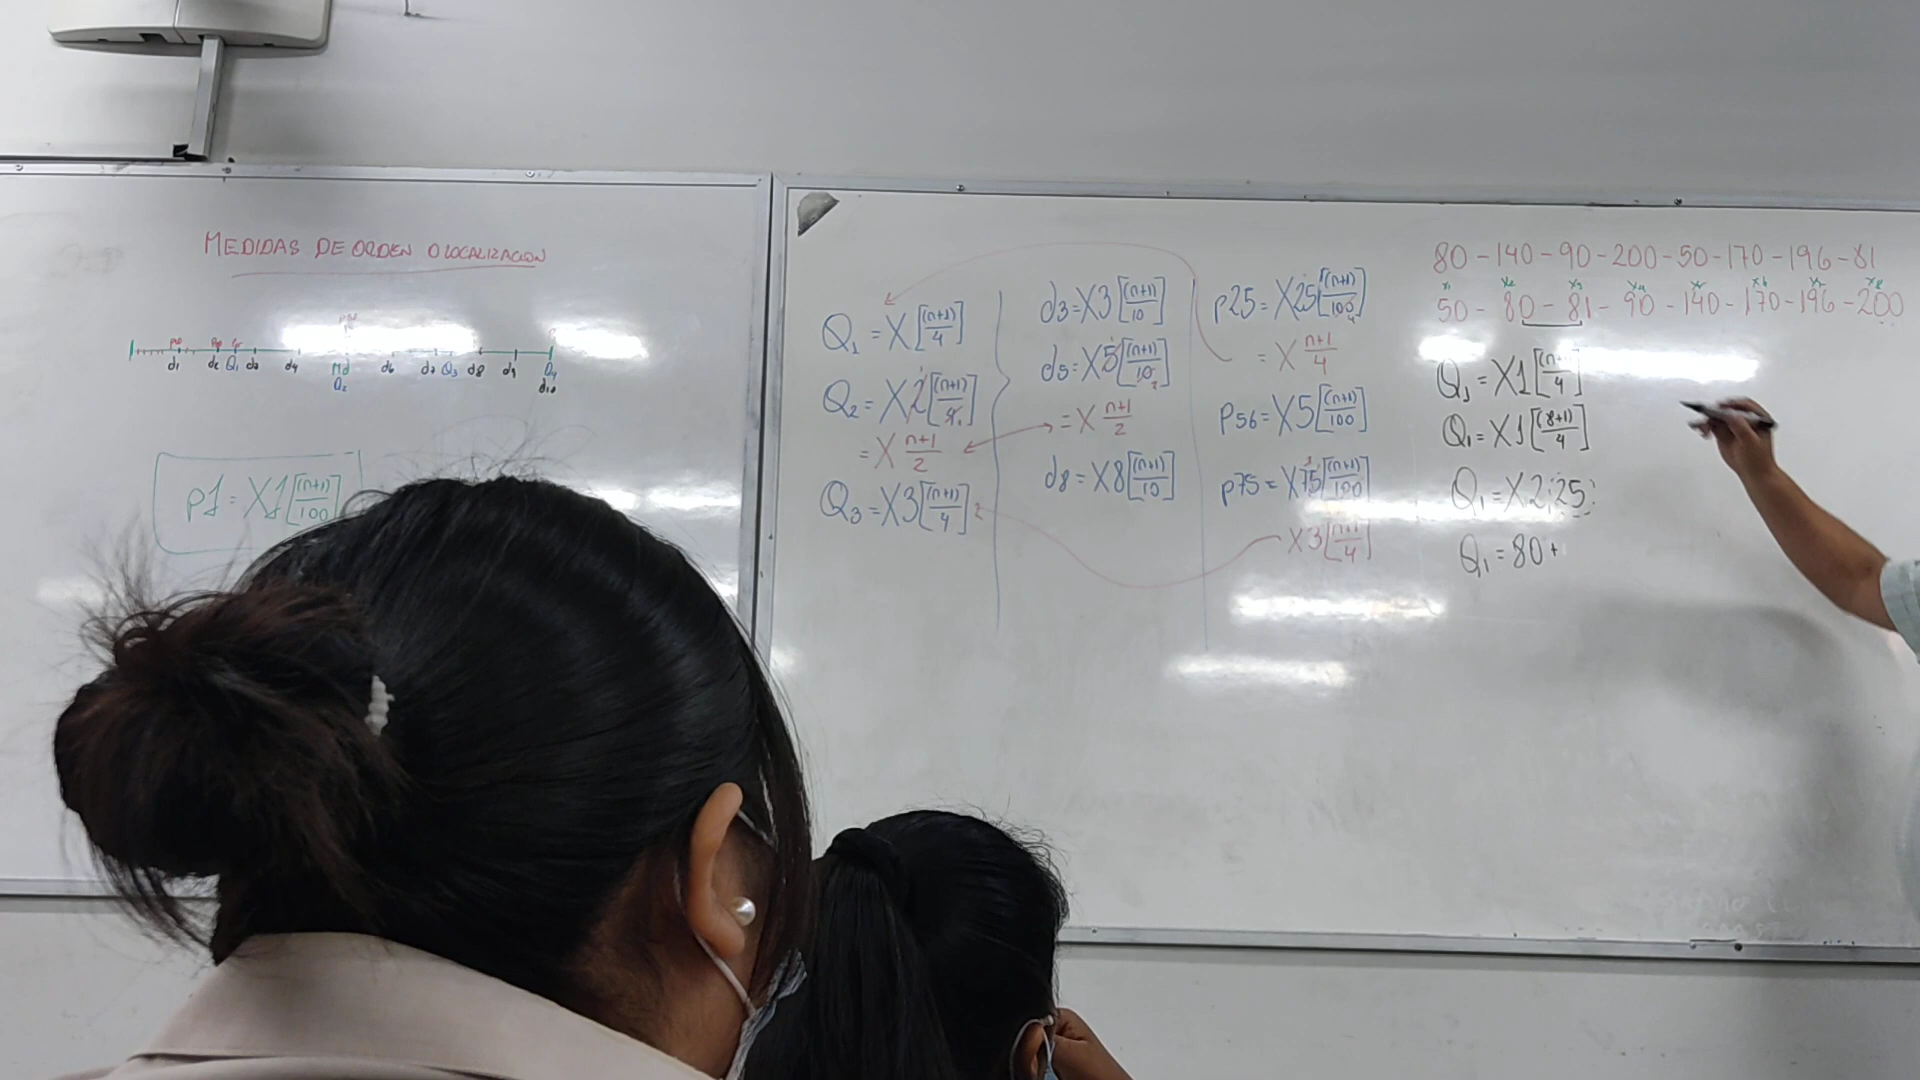 MEDIDAS DE ORDEN O LOCALIZACION
d1 d2 Q1 d3 d4 Md d6 d7 Q3 d8 d9 Q4
Q2 d10
p1 = X1[(n+1)/100]
Q1 = X[(n+1)/4]
Q2 = X2[(n+1)/4]
= X n+1/2
Q3 = X3[(n+1)/4]
d3 = X3[(n+1)/10]
d5 = X5[(n+1)/10]
= X n+1/2
d8 = X8[(n+1)/10]
p25 = X25[(n+1)/100]
= X n+1/4
p56 = X5[(n+1)/100]
p75 = X75[(n+1)/100]
X3[n+1/4]
80 - 140 - 90 - 200 - 50 - 170 - 196 - 81
50 - 80 - 81 - 90 - 140 - 170 - 196 - 200
Q1 = X1[(n /4]
Q1 = X1[(8+1)/4]
Q1 = X2,25
Q1 = 80 +